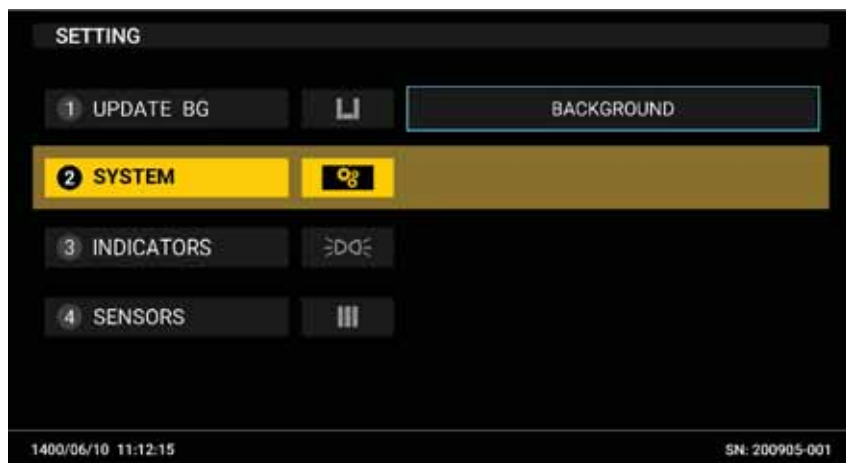 SETTING
1 UPDATE BG BACKGROUND
2 SYSTEM
3 INDICATORS
4 SENSORS
1400/06/10 11:12:15 SN: 200905-001